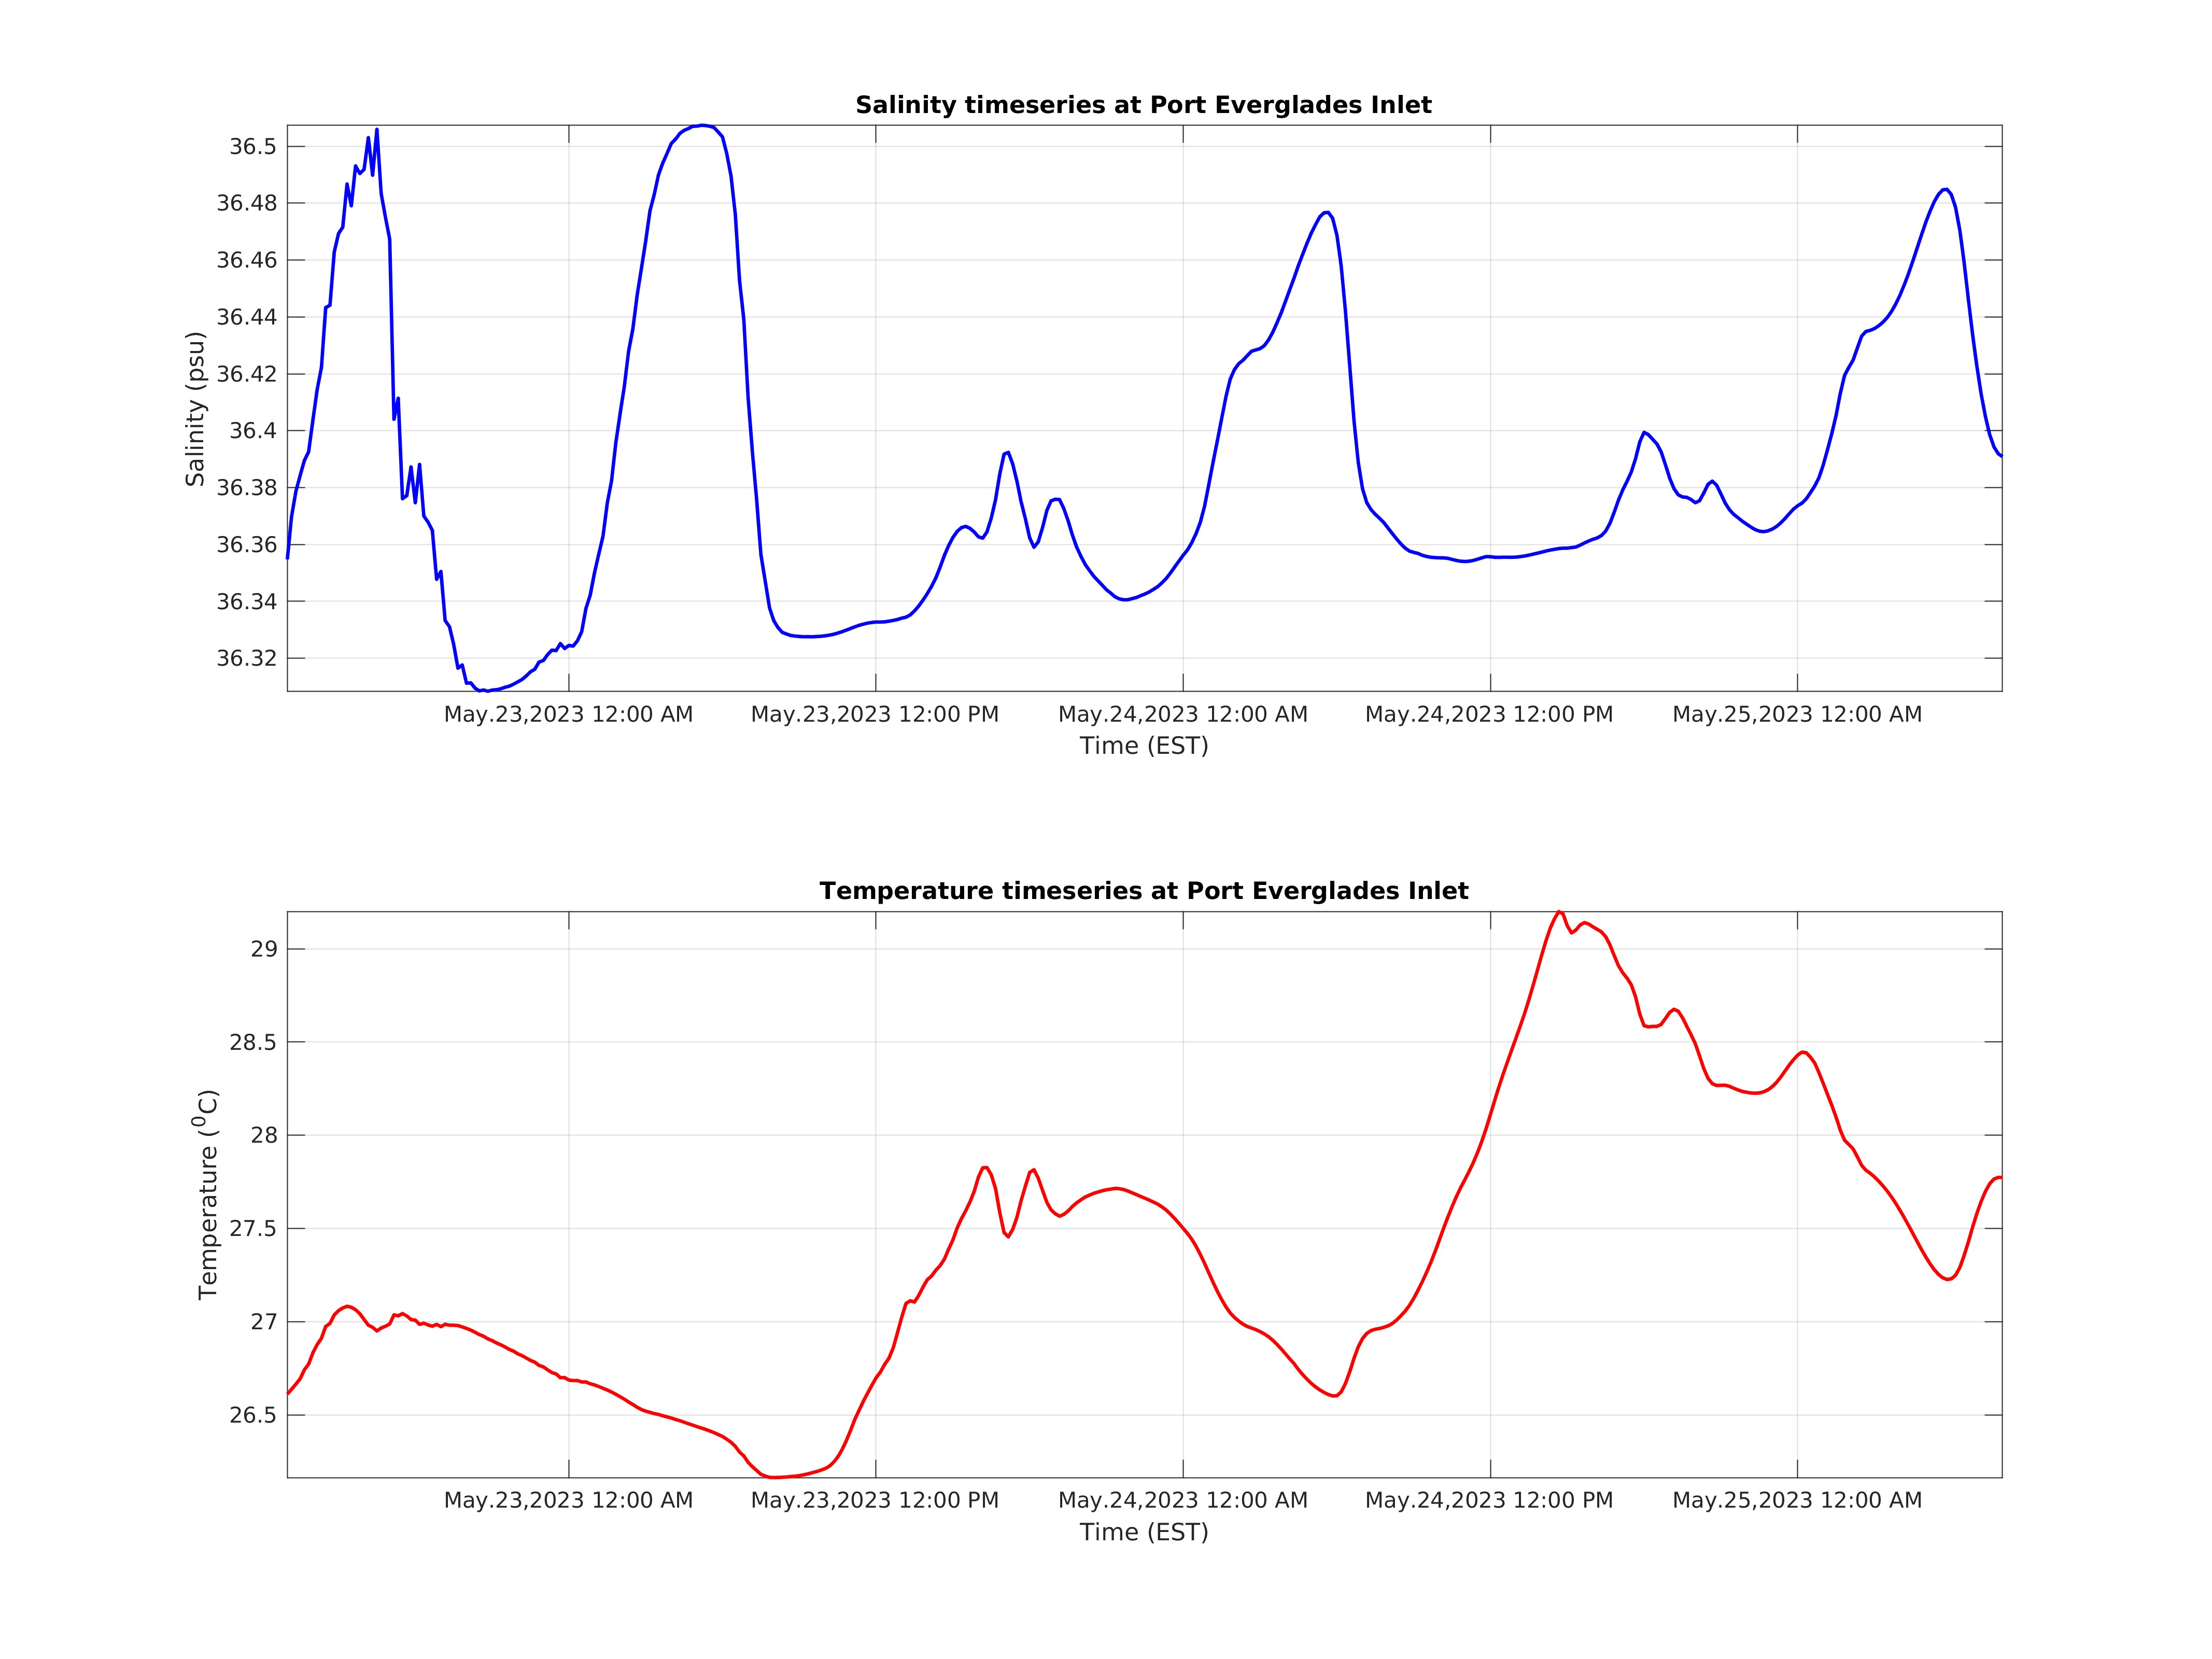 Salinity timeseries at Port Everglades Inlet
36.5
36.48
36.46
36.44
36.42
36.4
36.38
36.36
36.34
36.32
Salinity (psu)
May.23,2023 12:00 AM May.23,2023 12:00 PM May.24,2023 12:00 AM May.24,2023 12:00 PM May.25,2023 12:00 AM
Time (EST)
Temperature timeseries at Port Everglades Inlet
29
28.5
28
27.5
27
26.5
Temperature (⁰C)
May.23,2023 12:00 AM May.23,2023 12:00 PM May.24,2023 12:00 AM May.24,2023 12:00 PM May.25,2023 12:00 AM
Time (EST)